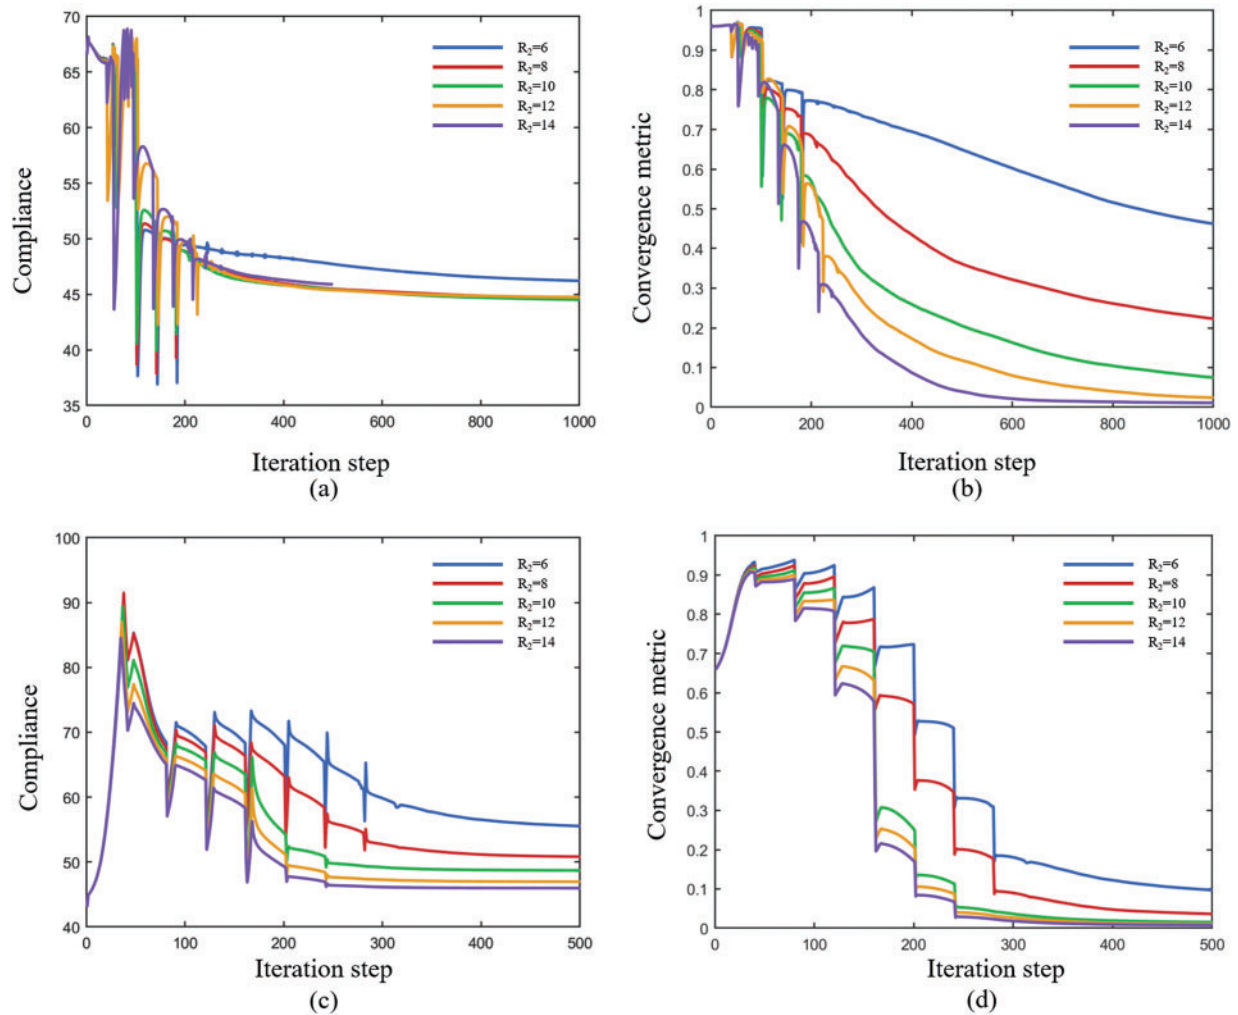 70
65
60
55
50
45
40
35
Compliance
R2=6
R2=8
R2=10
R2=12
R2=14
0
200
400
600
800
1000
Iteration step
(a)
1
0.9
0.8
0.7
0.6
0.5
0.4
0.3
0.2
0.1
0
Convergence metric
R2=6
R2=8
R2=10
R2=12
R2=14
0
200
400
600
800
1000
Iteration step
(b)
100
90
80
70
60
50
40
Compliance
R2=6
R2=8
R2=10
R2=12
R2=14
0
100
200
300
400
500
Iteration step
(c)
1
0.9
0.8
0.7
0.6
0.5
0.4
0.3
0.2
0.1
0
Convergence metric
R2=6
R2=8
R2=10
R2=12
R2=14
0
100
200
300
400
500
Iteration step
(d)